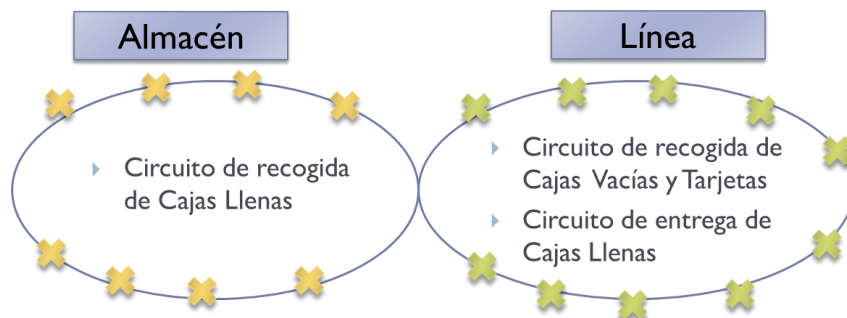 Almacén
Línea
Circuito de recogida
de Cajas Llenas
Circuito de recogida de
Cajas Vacías y Tarjetas
Circuito de entrega de
Cajas Llenas